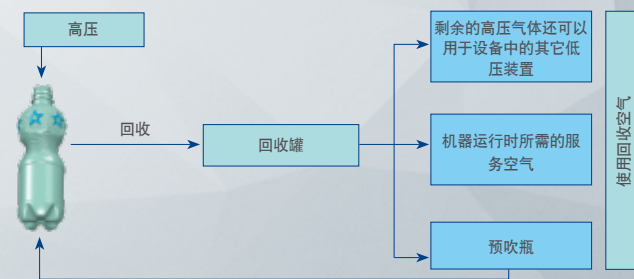 高压
回收
回收罐
剩余的高压气体还可以
用于设备中的其它低
压装置
机器运行时所需的服
务空气
预吹瓶
使用回收空气